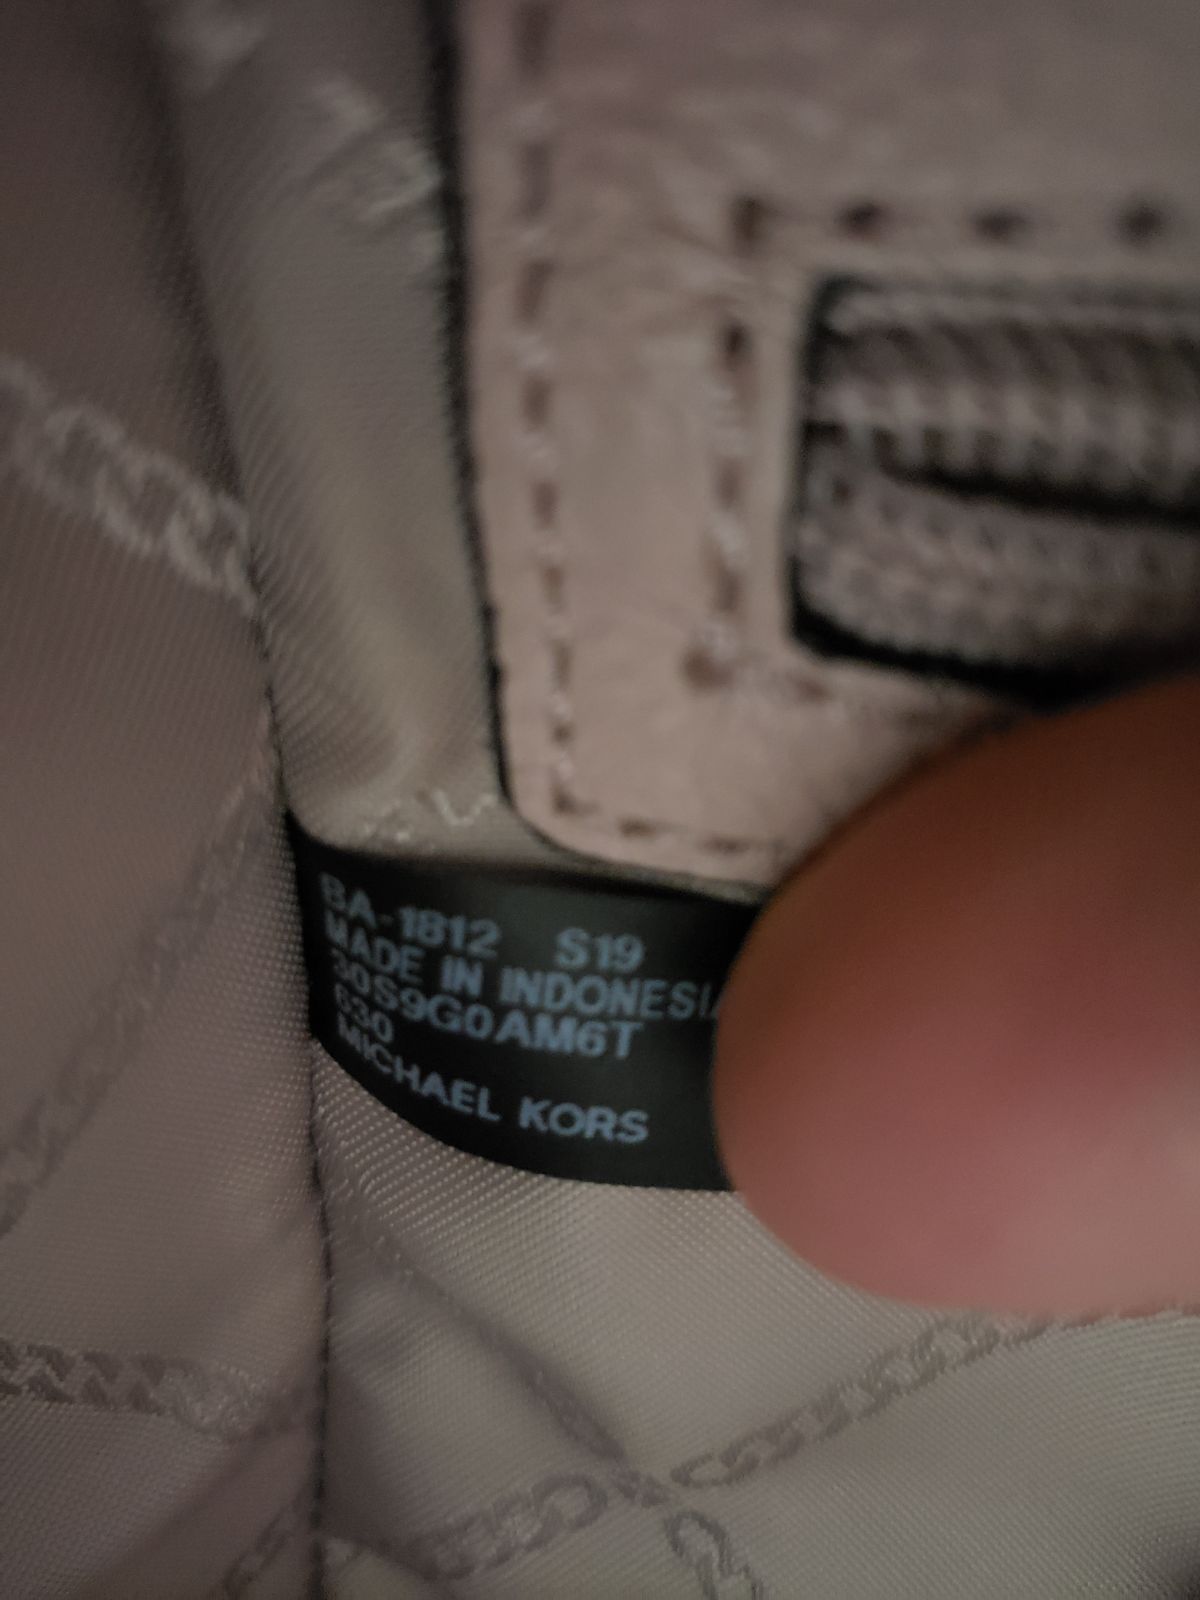 BA-1812 S19
MADE IN INDONESIA
30S9G0AM6T
630
MICHAEL KORS